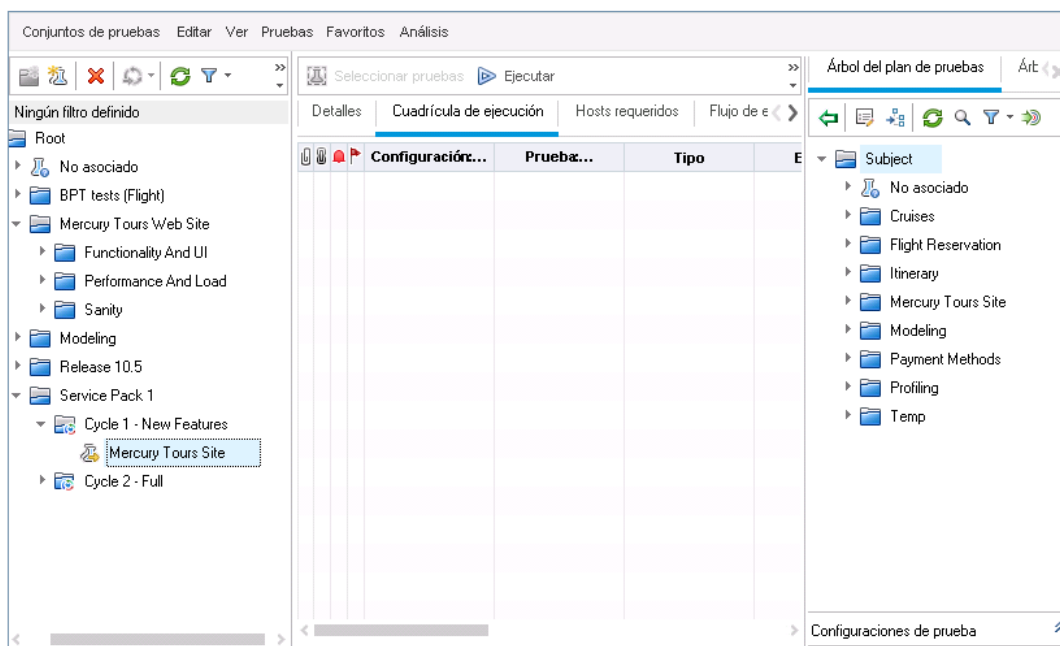 Conjuntos de pruebas Editar Ver Pruebas Favoritos Análisis
Ningún filtro definido
Root
No asociado
BPT tests (Flight)
Mercury Tours Web Site
Functionality And UI
Performance And Load
Sanity
Modeling
Release 10.5
Service Pack 1
Cycle 1 - New Features
Mercury Tours Site
Cycle 2 - Full
Seleccionar pruebas Ejecutar
Detalles Cuadrícula de ejecución Hosts requeridos Flujo de e
Configuración:... Prueba:... Tipo E
Árbol del plan de pruebas Árb
Subject
No asociado
Cruises
Flight Reservation
Itinerary
Mercury Tours Site
Modeling
Payment Methods
Profiling
Temp
Configuraciones de prueba